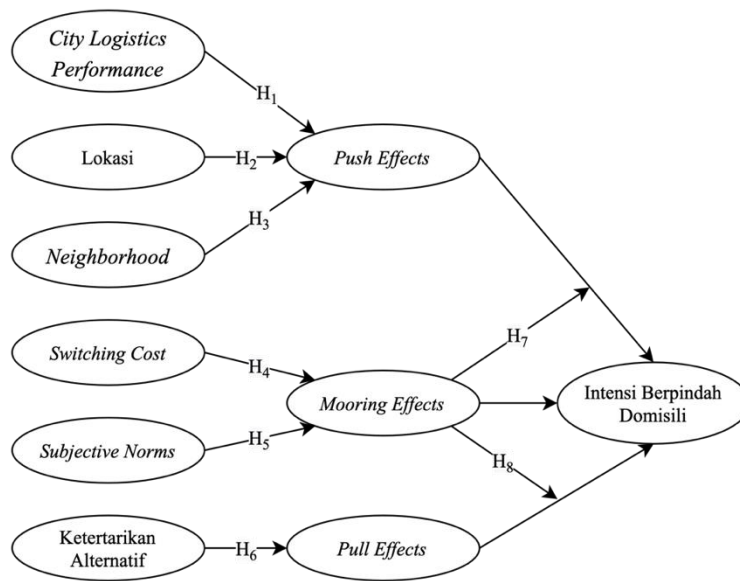 City Logistics
Performance
H1
Lokasi
H2
Push Effects
H3
Neighborhood
H7
Switching Cost
H4
Mooring Effects
Intensi Berpindah
Domisili
H5
Subjective Norms
H8
Ketertarikan
Alternatif
H6
Pull Effects